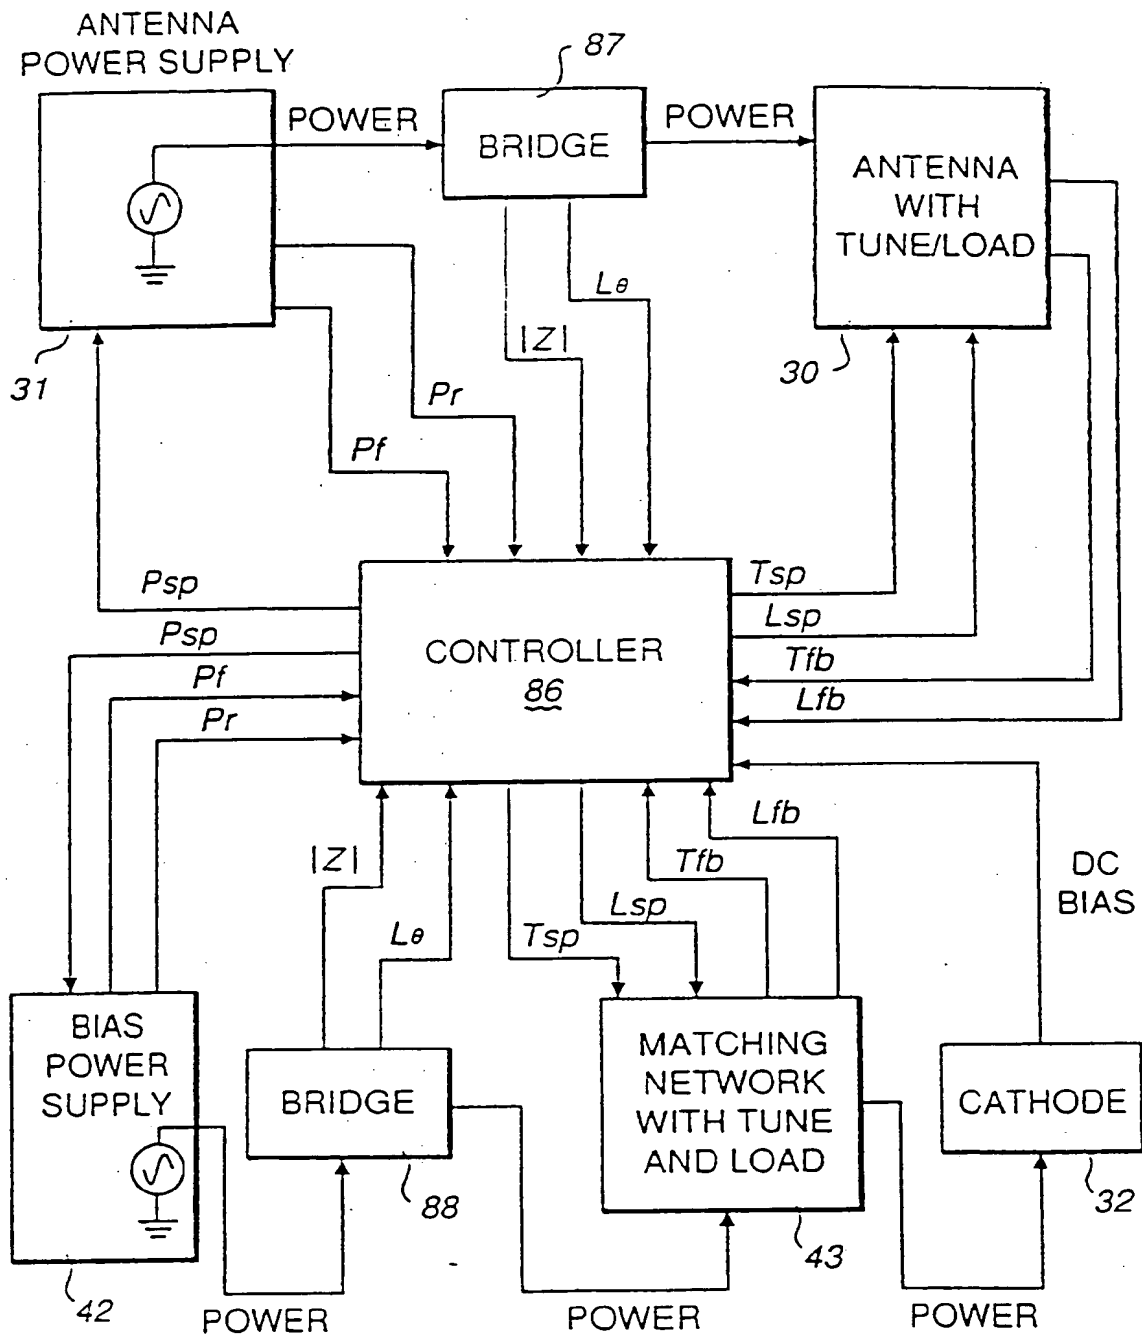 ANTENNA
POWER SUPPLY
87
POWER
BRIDGE
POWER
ANTENNA
WITH
TUNE/LOAD
Lθ
|Z|
31
30
Pr
Pf
Psp
Tsp
Lsp
Psp
CONTROLLER
86
Tfb
Pf
Lfb
Pr
|Z|
Lθ
Tsp
Lsp
Tfb
Lfb
DC
BIAS
BIAS
POWER
SUPPLY
BRIDGE
MATCHING
NETWORK
WITH TUNE
AND LOAD
CATHODE
88
32
43
42
POWER
POWER
POWER